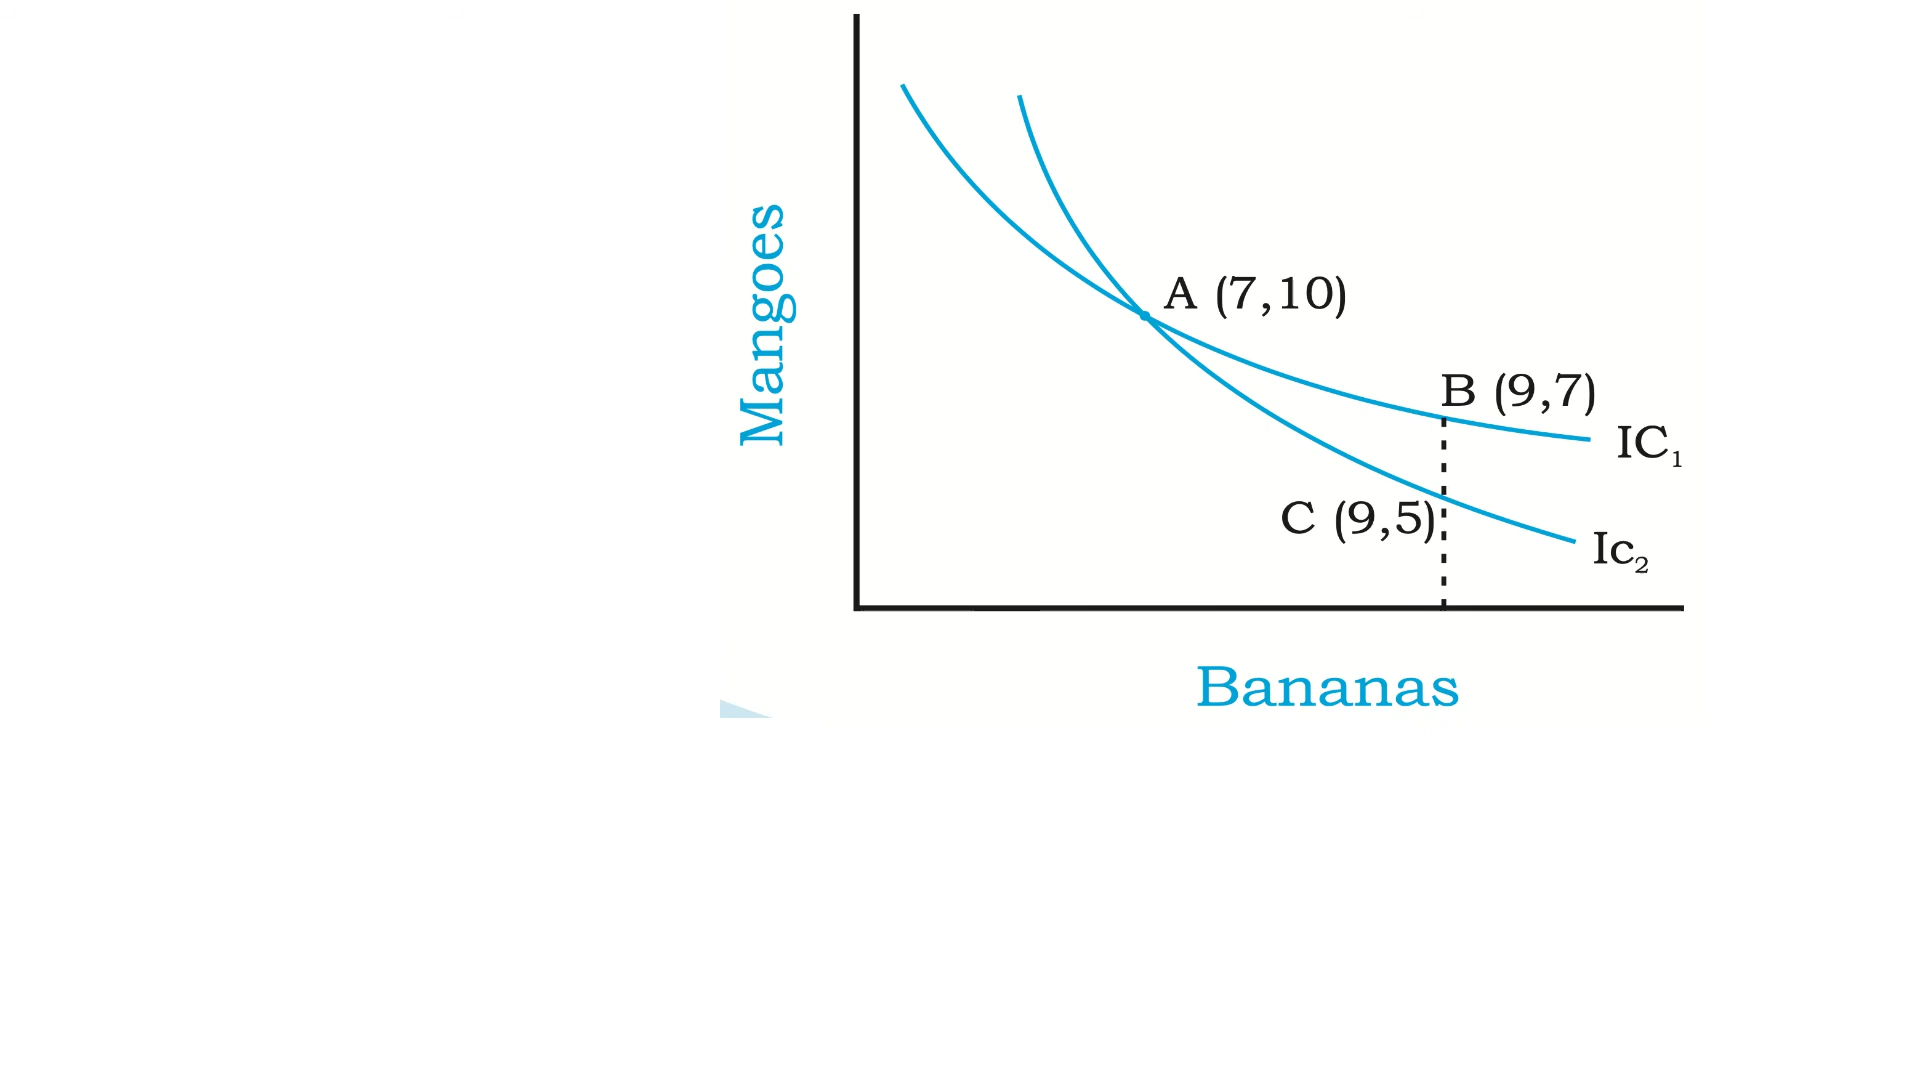 Mangoes
A (7,10)
B (9,7)
IC₁
C (9,5)
Ic₂
Bananas